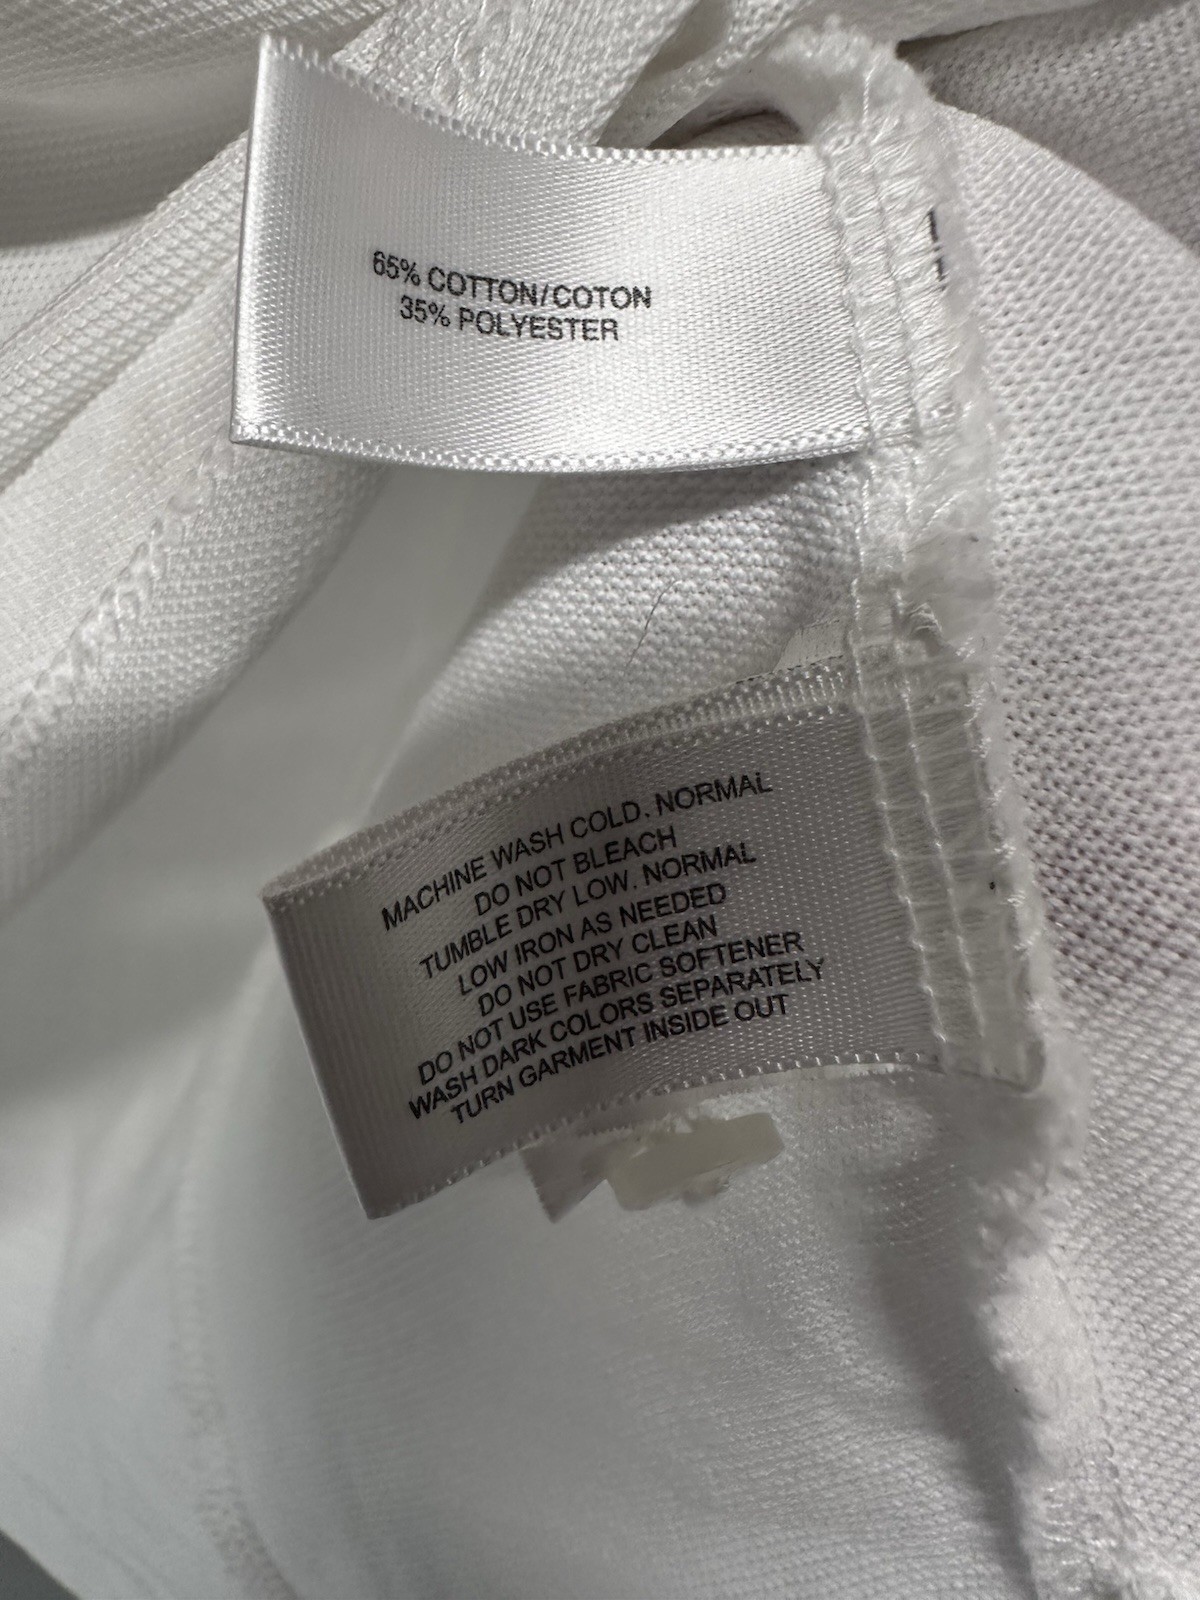 65% COTTON/COTON
35% POLYESTER
MACHINE WASH COLD. NORMAL
DO NOT BLEACH
TUMBLE DRY LOW. NORMAL
LOW IRON AS NEEDED
DO NOT DRY CLEAN
DO NOT USE FABRIC SOFTENER
WASH DARK COLORS SEPARATELY
TURN GARMENT INSIDE OUT